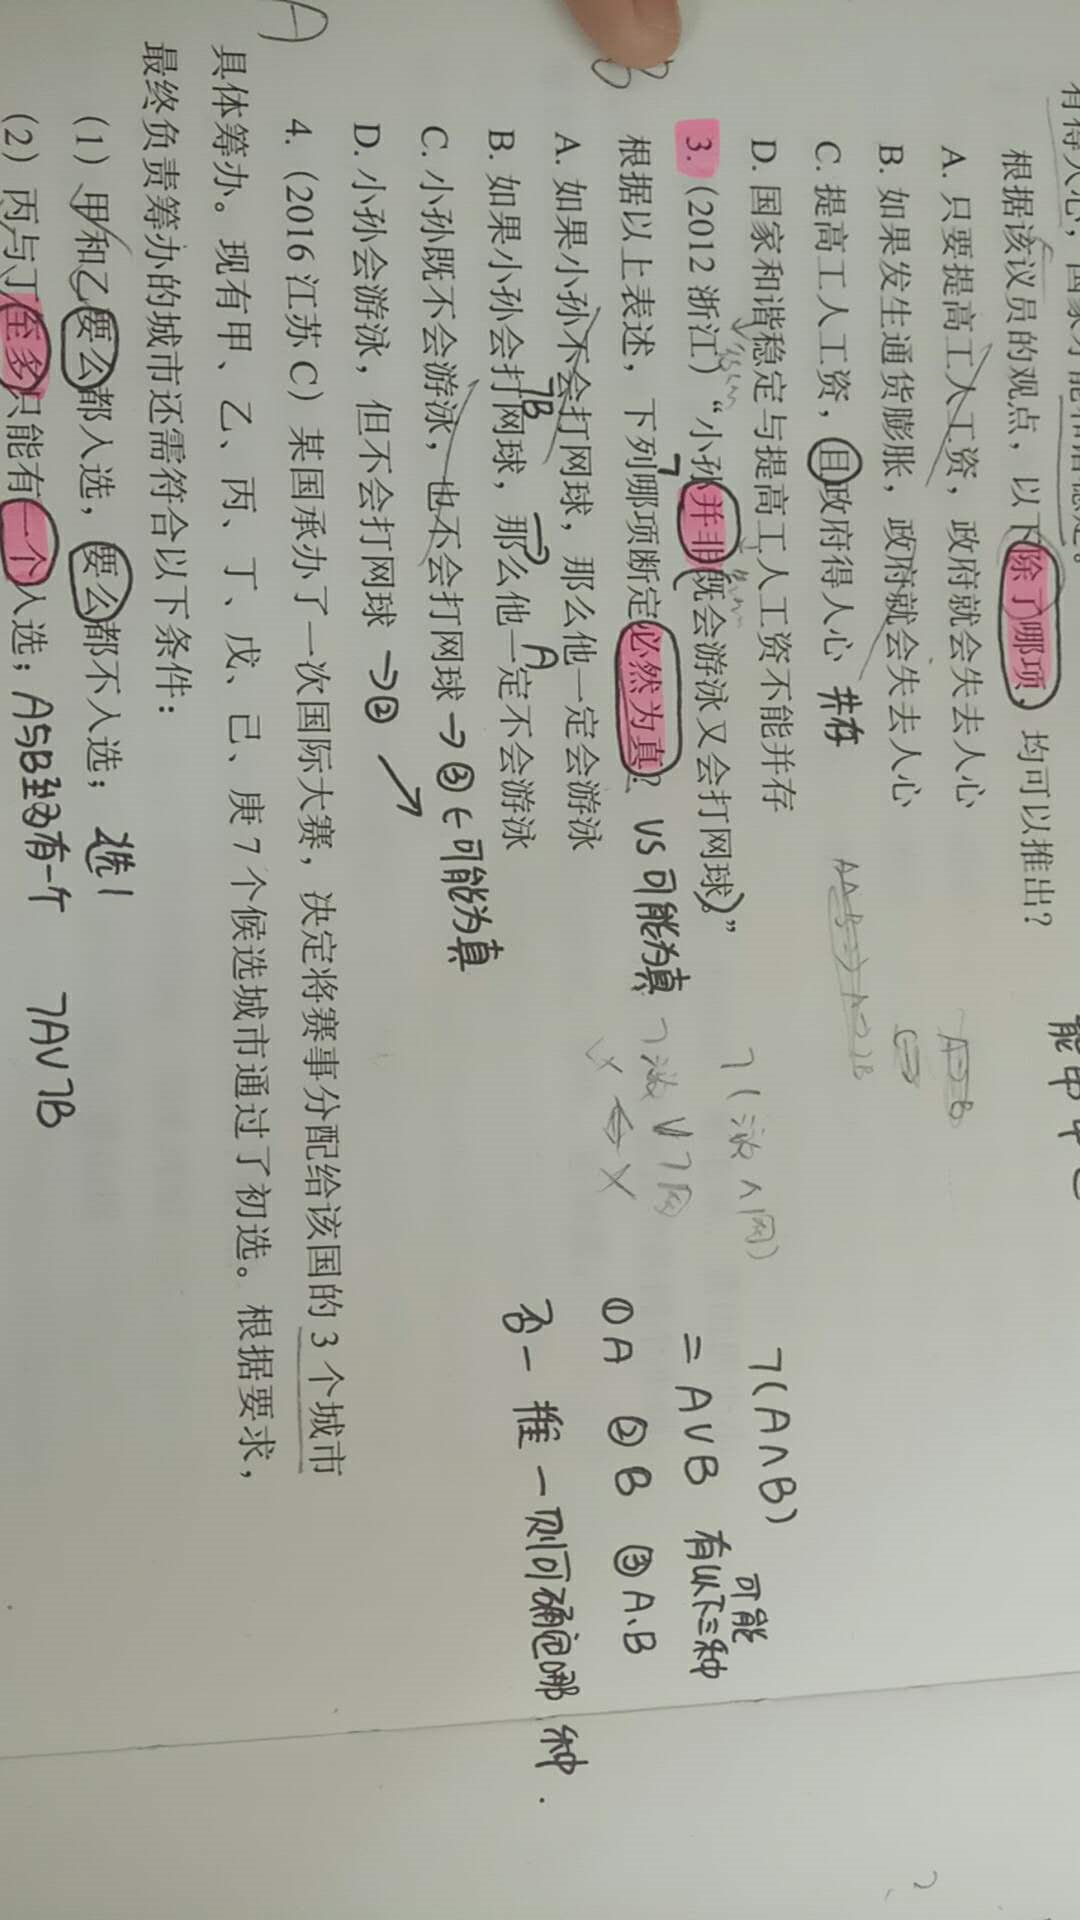 根据该议员的观点，以下除了哪项，均可以推出？
A. 只要提高工人工资，政府就会失去人心
B. 如果发生通货膨胀，政府就会失去人心
C. 提高工人工资，且政府得人心 并存
D. 国家和谐稳定与提高工人工资不能并存
3.（2012 浙江）“小孙并非（既会游泳又会打网球）。”
根据以上表述，下列哪项断定必然为真？ VS 可能为真
A. 如果小孙不会打网球，那么他一定会游泳
B. 如果小孙会打网球，那么他一定不会游泳
C. 小孙既不会游泳，也不会打网球 →③ 可能为真
D. 小孙会游泳，但不会打网球 →②
A∧B→A→B
A→B
¬（泳∧网）
¬泳∨¬网
¬(A∧B)
=A∨B 可能有以下三种
①A ②B ③A、B
否一推一则可确定哪种.
A
4.（2016 江苏 C）某国承办了一次国际大赛，决定将赛事分配给该国的 3 个城市
具体筹办。现有甲、乙、丙、丁、戊、己、庚 7 个候选城市通过了初选。根据要求，
最终负责筹办的城市还需符合以下条件：
（1）甲和乙要么都入选，要么都不入选； 2选1
（2）丙与丁至多只能有一个入选； A与B至多有一个 ¬A∨¬B